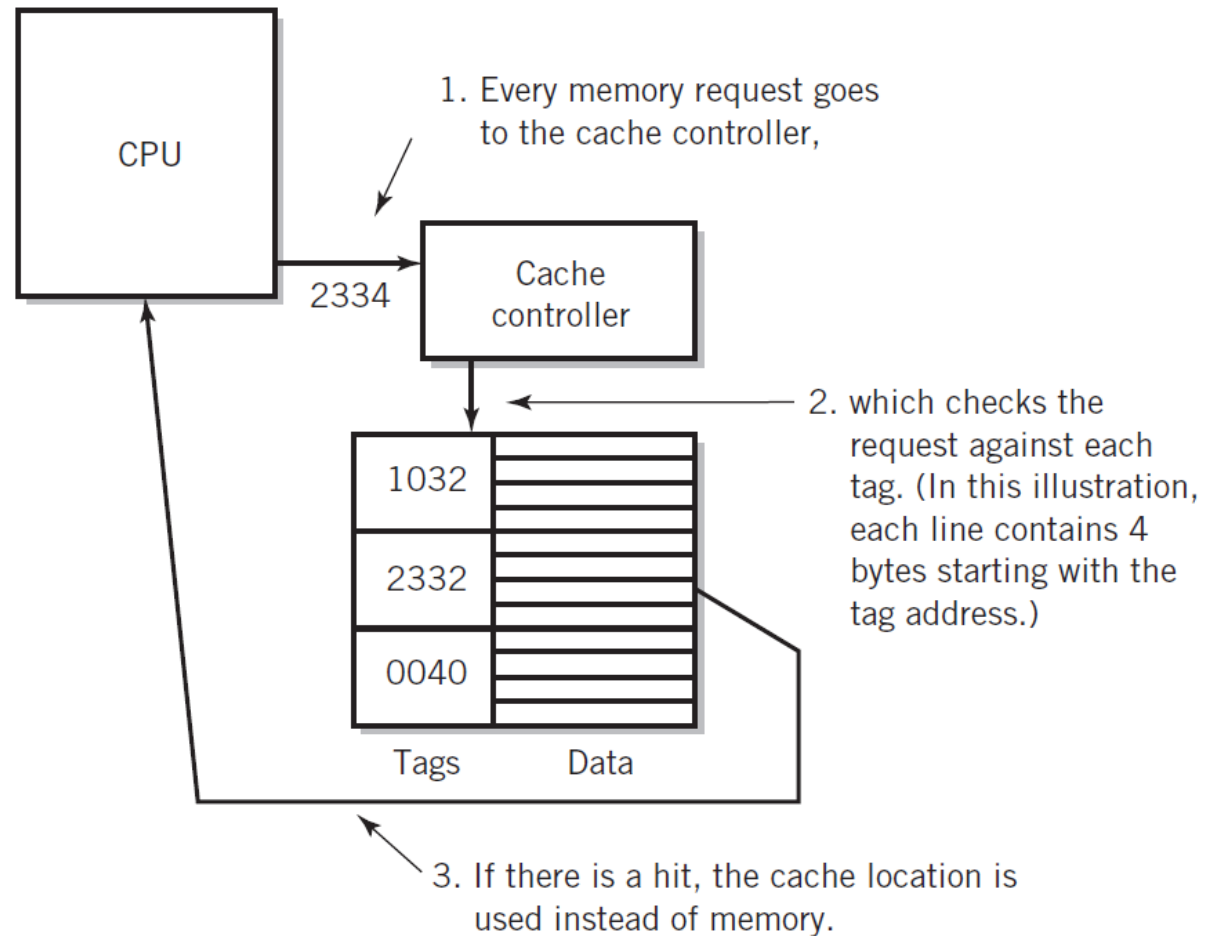 CPU
1. Every memory request goes
to the cache controller,
2334
Cache
controller
2. which checks the
request against each
tag. (In this illustration,
each line contains 4
bytes starting with the
tag address.)
1032
2332
0040
Tags
Data
3. If there is a hit, the cache location is
used instead of memory.